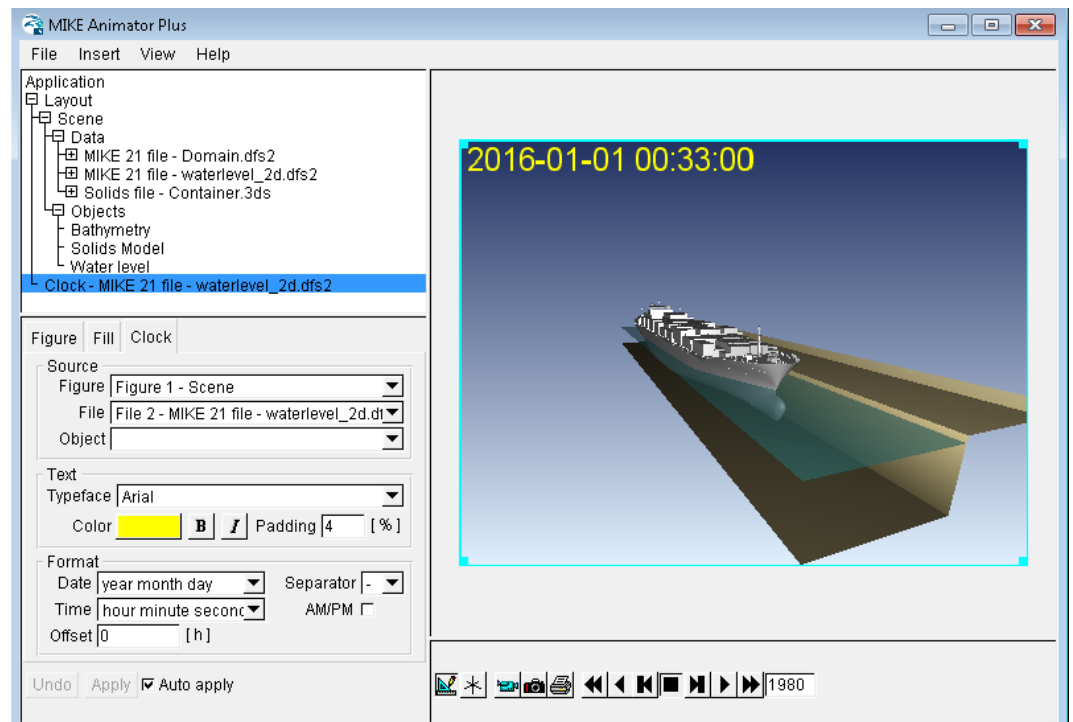 MIKE Animator Plus
File Insert View Help
Application
Layout
Scene
Data
MIKE 21 file - Domain.dfs2
MIKE 21 file - waterlevel_2d.dfs2
Solids file - Container.3ds
Objects
Bathymetry
Solids Model
Water level
Clock - MIKE 21 file - waterlevel_2d.dfs2
2016-01-01 00:33:00
Figure Fill Clock
Source
Figure Figure 1 - Scene
File File 2 - MIKE 21 file - waterlevel_2d.df
Object
Text
Typeface Arial
Color B I Padding 4 [%]
Format
Date year month day Separator -
Time hour minute second AM/PM
Offset 0 [h]
Undo Apply Auto apply
1980